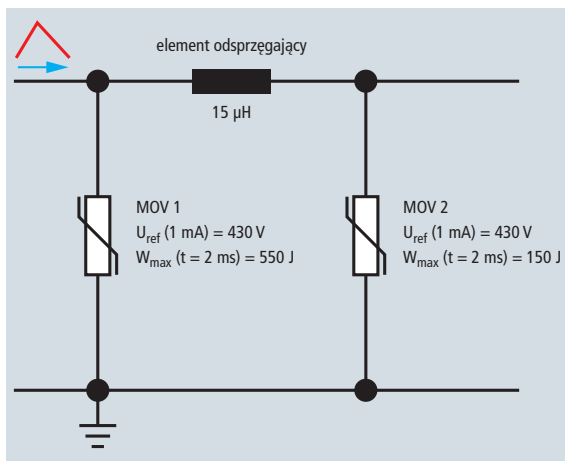 element odsprzęgający
15 µH
MOV 1
U_ref (1 mA) = 430 V
W_max (t = 2 ms) = 550 J
MOV 2
U_ref (1 mA) = 430 V
W_max (t = 2 ms) = 150 J